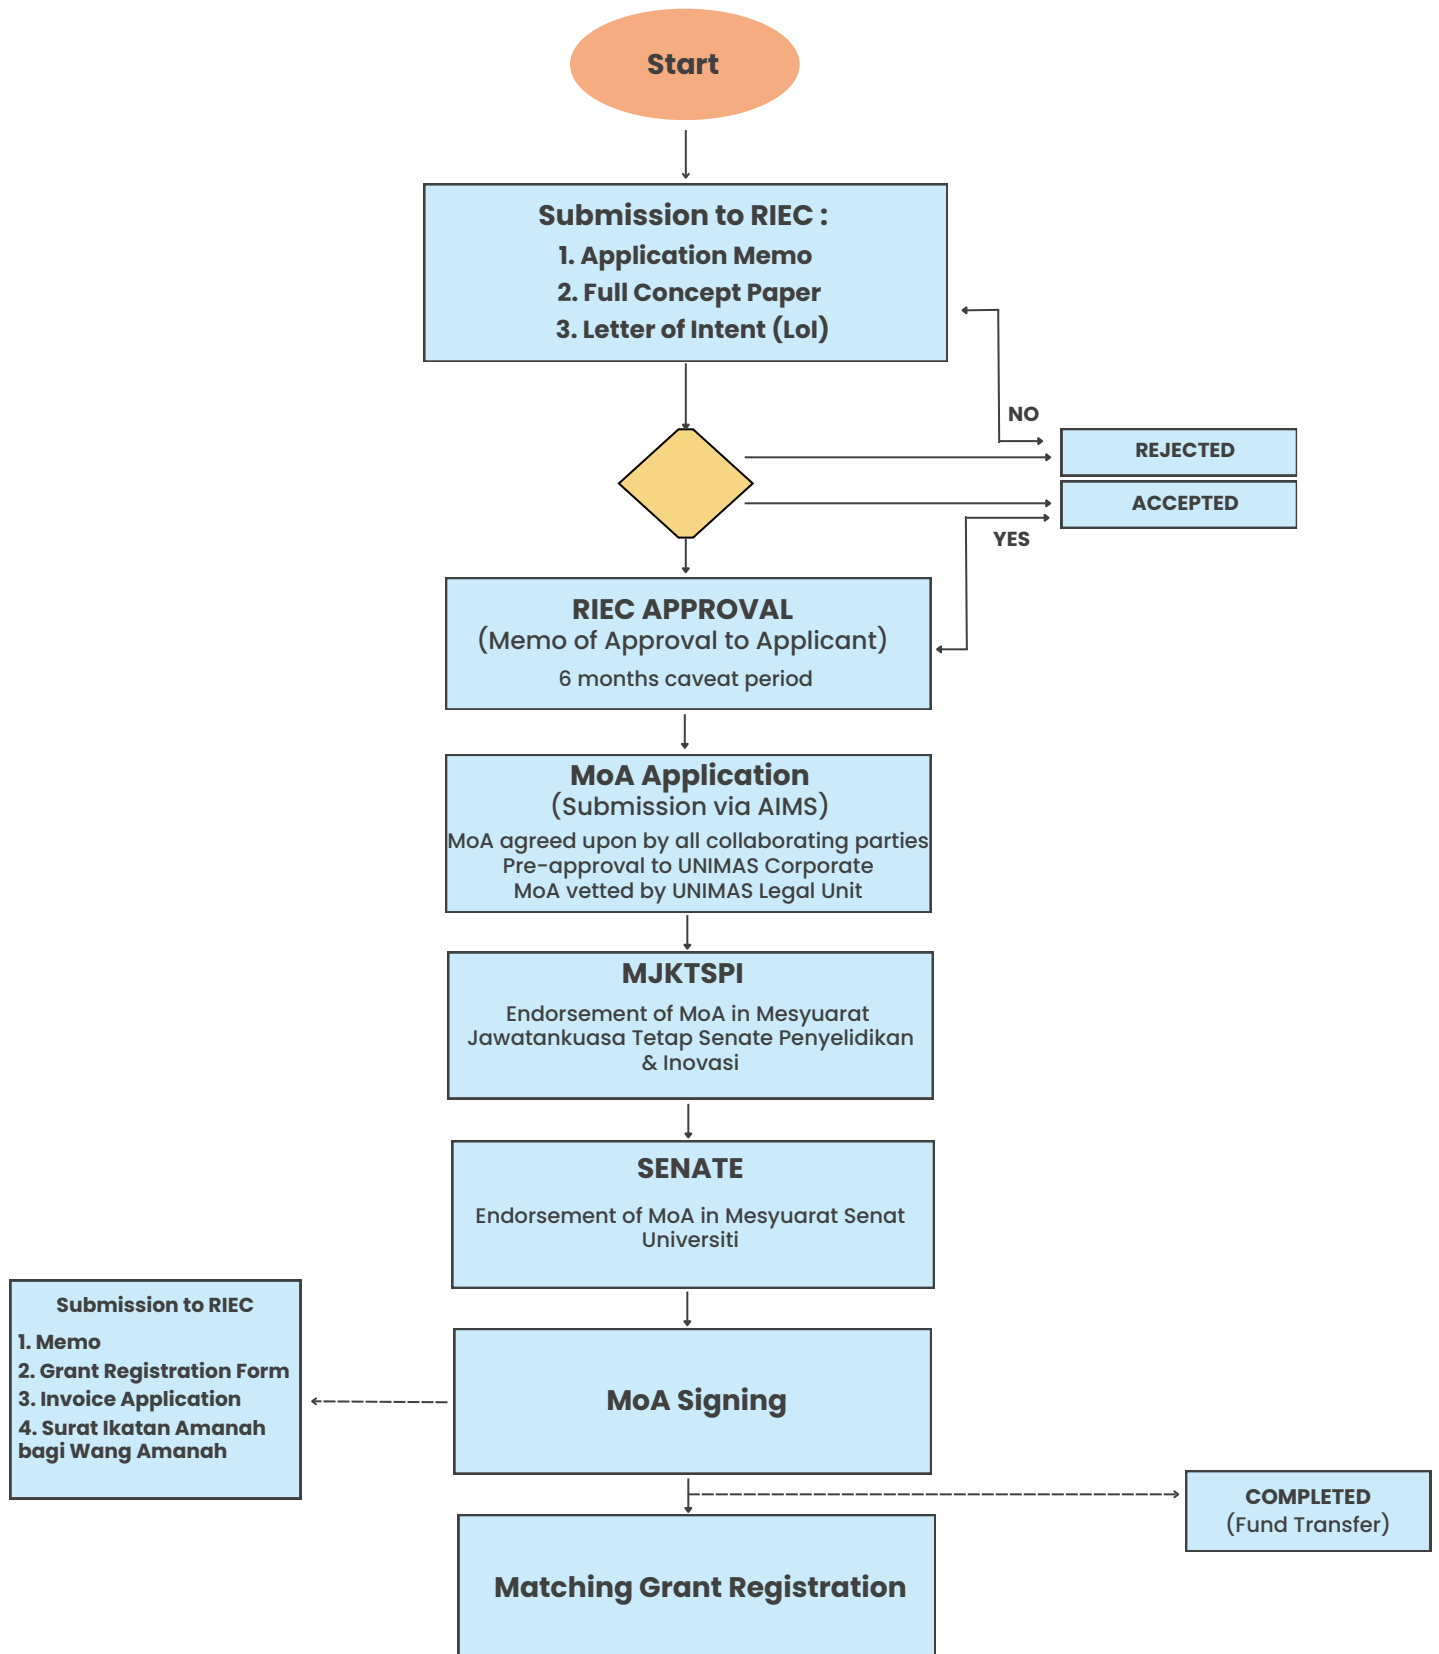 Start
Submission to RIEC :
1. Application Memo
2. Full Concept Paper
3. Letter of Intent (LoI)
NO
REJECTED
ACCEPTED
YES
RIEC APPROVAL
(Memo of Approval to Applicant)
6 months caveat period
MoA Application
(Submission via AIMS)
MoA agreed upon by all collaborating parties
Pre-approval to UNIMAS Corporate
MoA vetted by UNIMAS Legal Unit
MJKTSPI
Endorsement of MoA in Mesyuarat
Jawatankuasa Tetap Senate Penyelidikan
& Inovasi
SENATE
Endorsement of MoA in Mesyuarat Senat
Universiti
Submission to RIEC
1. Memo
2. Grant Registration Form
3. Invoice Application
4. Surat Ikatan Amanah
bagi Wang Amanah
MoA Signing
COMPLETED
(Fund Transfer)
Matching Grant Registration